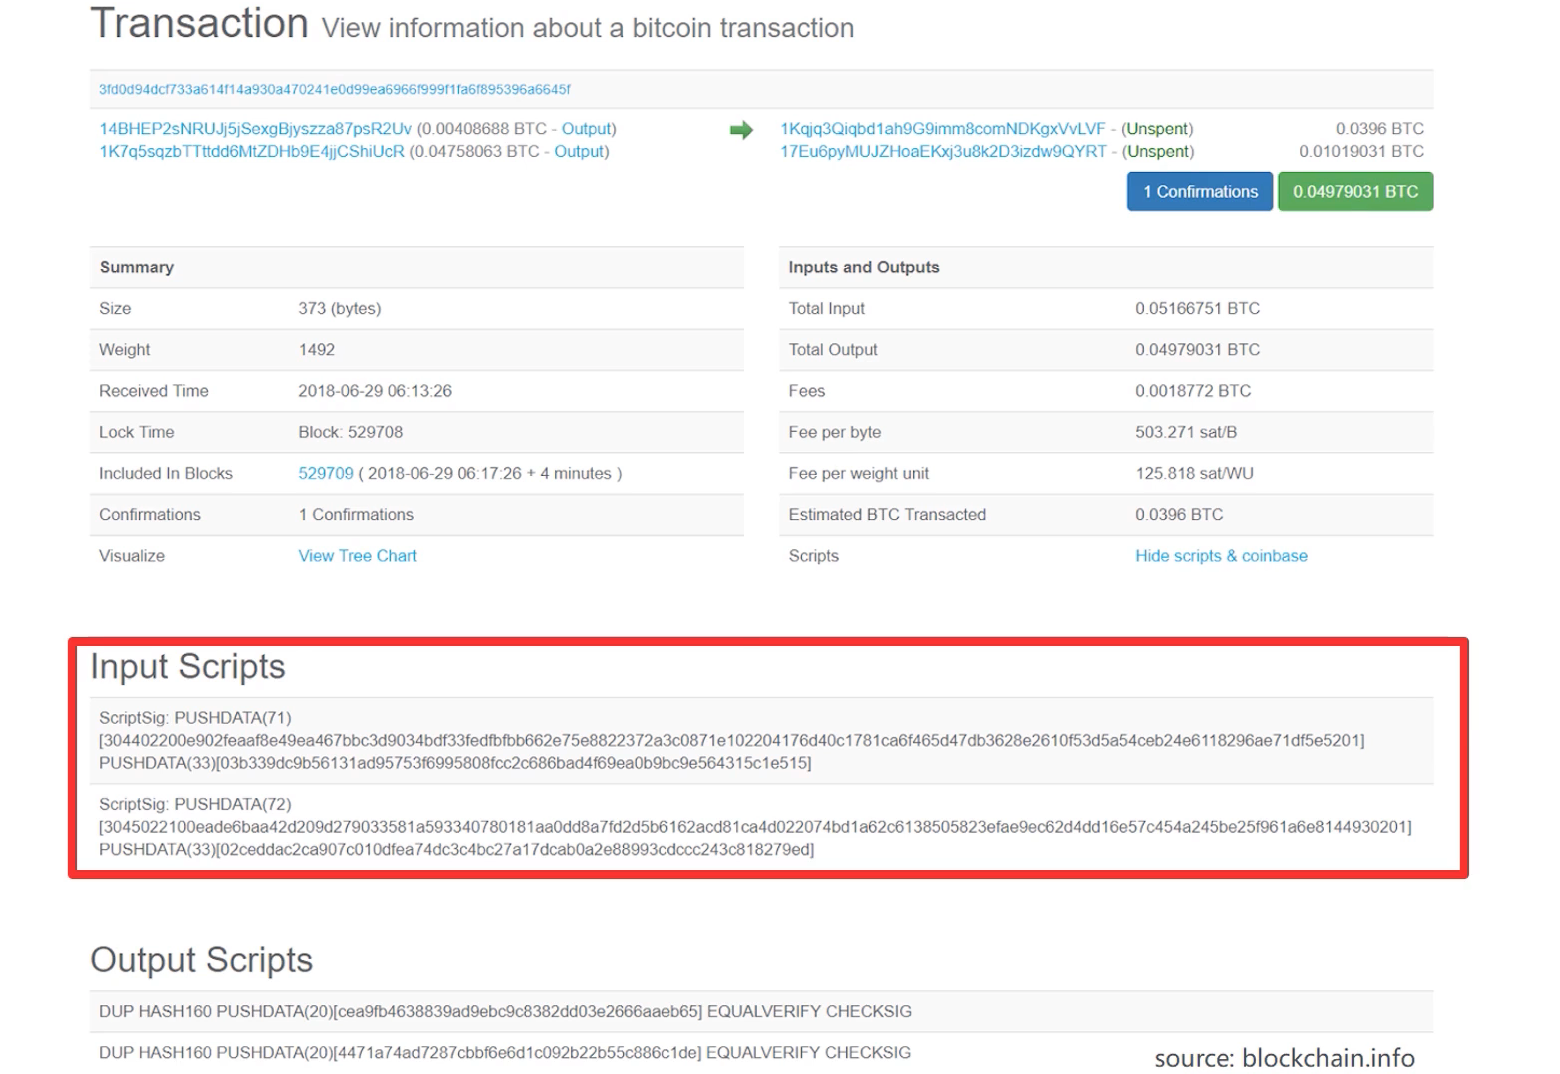 Transaction View information about a bitcoin transaction
3fd0d94dcf733a614f14a930a470241e0d99ea6966f999f1fa6f895396a6645f
14BHEP2sNRUJj5jSexgBjyszza87psR2Uv (0.00408688 BTC - Output)
1K7q5sqzbTTttdd6MtZDHb9E4jjCShiUcR (0.04758063 BTC - Output)
1Kqjq3Qiqbd1ah9G9imm8comNDKgxVvLVF - (Unspent) 0.0396 BTC
17Eu6pyMUJZHoaEKxj3u8k2D3izdw9QYRT - (Unspent) 0.01019031 BTC
1 Confirmations 0.04979031 BTC
Summary
Size 373 (bytes)
Weight 1492
Received Time 2018-06-29 06:13:26
Lock Time Block: 529708
Included In Blocks 529709 ( 2018-06-29 06:17:26 + 4 minutes )
Confirmations 1 Confirmations
Visualize View Tree Chart
Inputs and Outputs
Total Input 0.05166751 BTC
Total Output 0.04979031 BTC
Fees 0.0018772 BTC
Fee per byte 503.271 sat/B
Fee per weight unit 125.818 sat/WU
Estimated BTC Transacted 0.0396 BTC
Scripts Hide scripts & coinbase
Input Scripts
ScriptSig: PUSHDATA(71)
[304402200e902feaaf8e49ea467bbc3d9034bdf33fedfbfbb662e75e8822372a3c0871e102204176d40c1781ca6f465d47db3628e2610f53d5a54ceb24e6118296ae71df5e5201]
PUSHDATA(33)[03b339dc9b56131ad95753f6995808fcc2c686bad4f69ea0b9bc9e564315c1e515]
ScriptSig: PUSHDATA(72)
[3045022100eade6baa42d209d279033581a593340780181aa0dd8a7fd2d5b6162acd81ca4d022074bd1a62c6138505823efae9ec62d4dd16e57c454a245be25f961a6e8144930201]
PUSHDATA(33)[02ceddac2ca907c010dfea74dc3c4bc27a17dcab0a2e88993cdccc243c818279ed]
Output Scripts
DUP HASH160 PUSHDATA(20)[cea9fb4638839ad9ebc9c8382dd03e2666aaeb65] EQUALVERIFY CHECKSIG
DUP HASH160 PUSHDATA(20)[4471a74ad7287cbbf6e6d1c092b22b55c886c1de] EQUALVERIFY CHECKSIG
source: blockchain.info